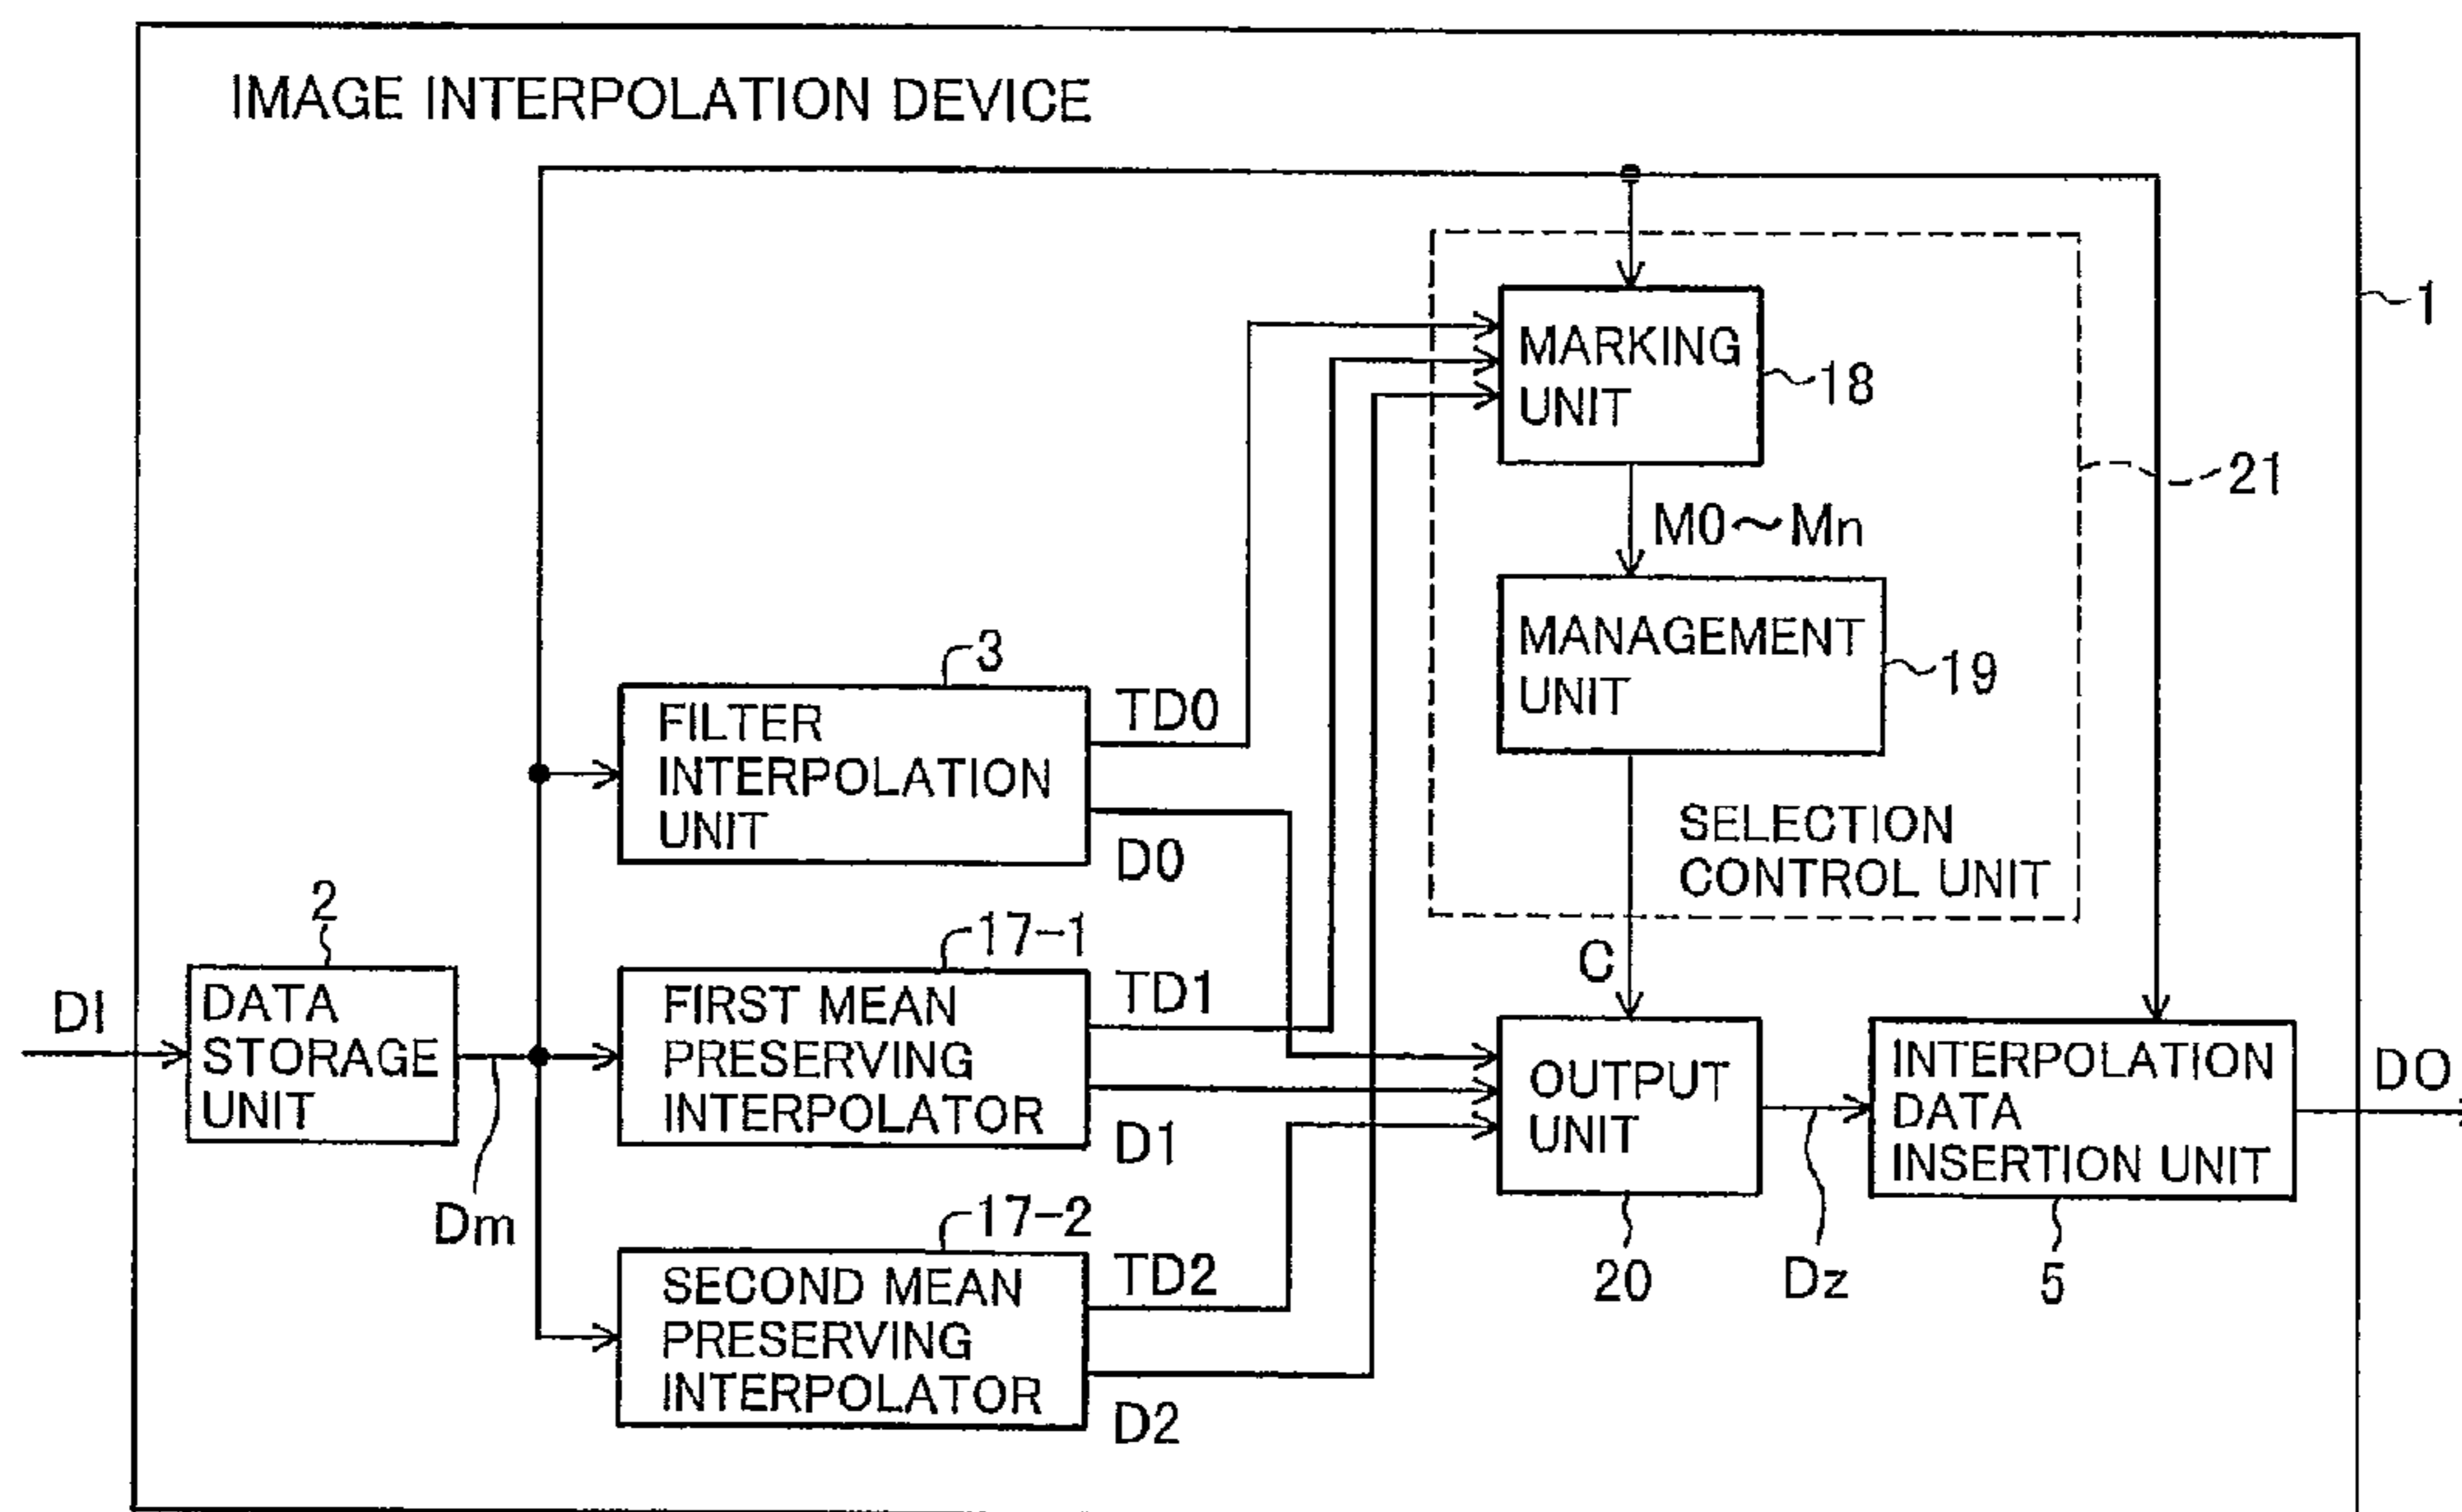 IMAGE INTERPOLATION DEVICE
1
MARKING
UNIT
18
21
M0～Mn
MANAGEMENT
UNIT
19
3
FILTER
INTERPOLATION
UNIT
TD0
D0
SELECTION
CONTROL UNIT
2
DATA
STORAGE
UNIT
DI
Dm
17-1
FIRST MEAN
PRESERVING
INTERPOLATOR
TD1
D1
C
OUTPUT
UNIT
20
Dz
INTERPOLATION
DATA
INSERTION UNIT
5
DO
17-2
SECOND MEAN
PRESERVING
INTERPOLATOR
TD2
D2